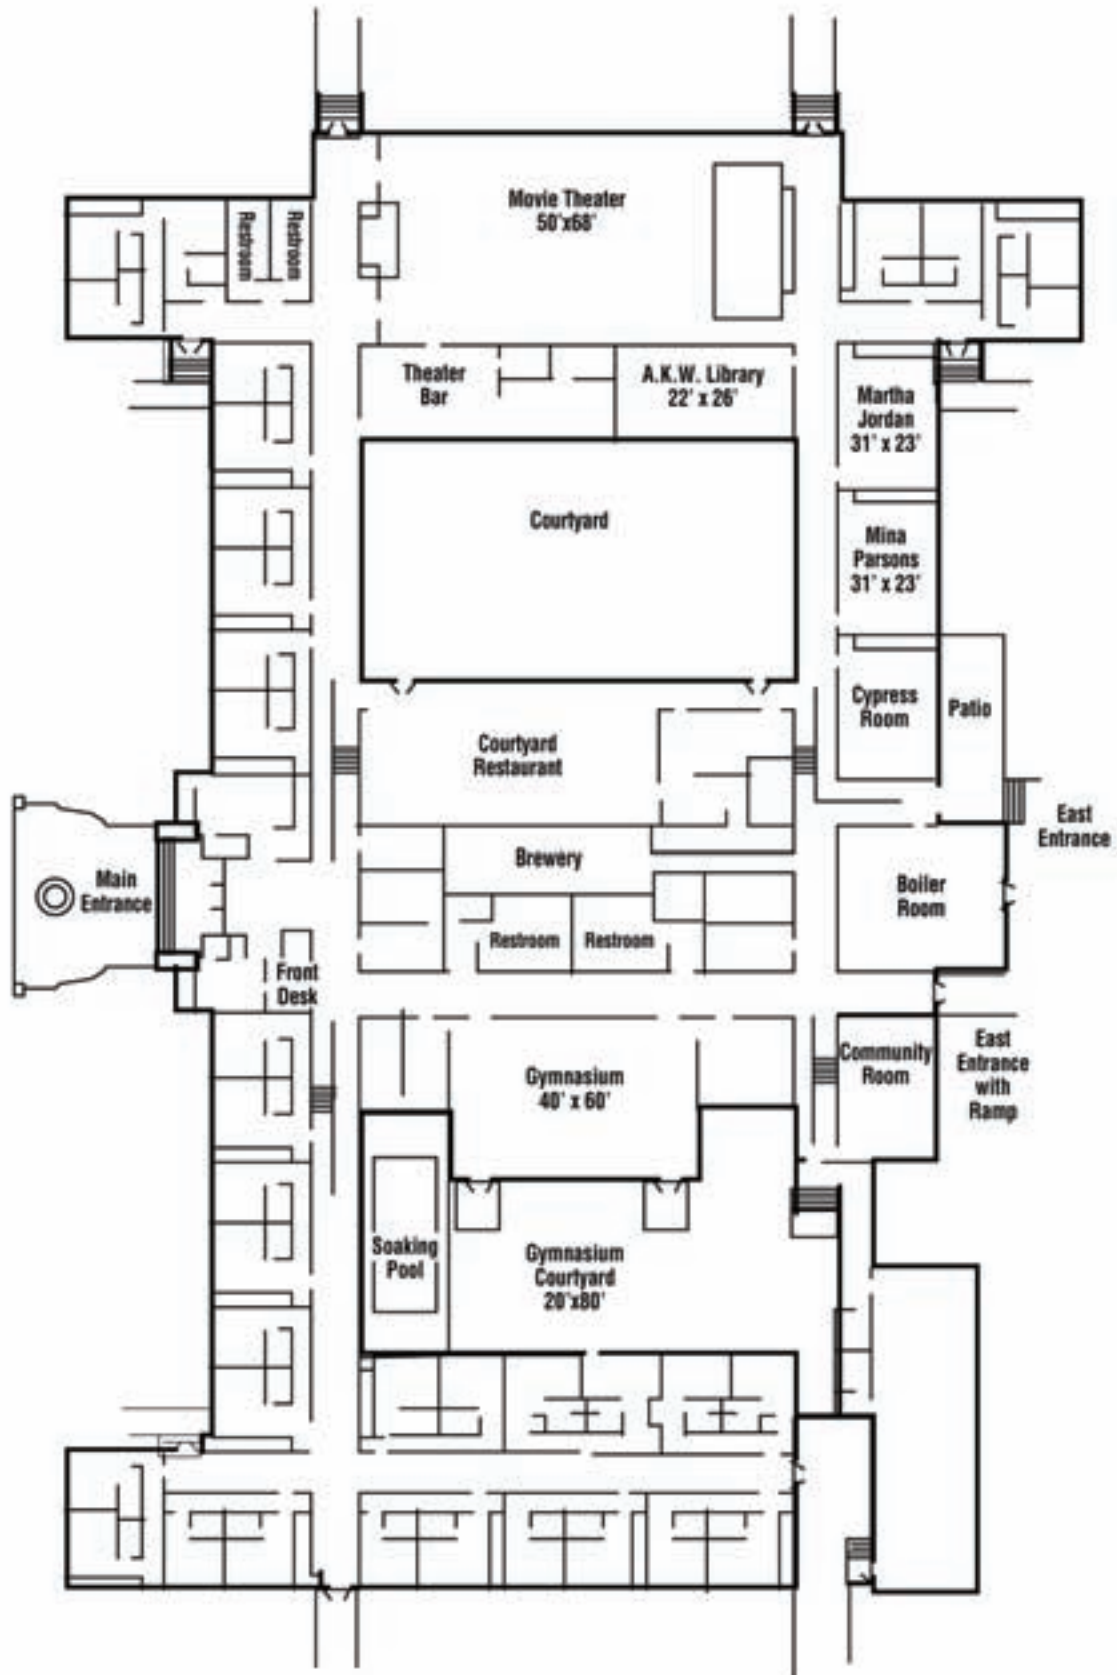 Movie Theater
50'x68'
Restroom
Restroom
Theater
Bar
A.K.W. Library
22' x 26'
Martha
Jordan
31' x 23'
Courtyard
Mina
Parsons
31' x 23'
Cypress
Room
Patio
Courtyard
Restaurant
East
Entrance
Brewery
Main
Entrance
Boiler
Room
Restroom
Restroom
Front
Desk
Community
Room
East
Entrance
with
Ramp
Gymnasium
40' x 60'
Soaking
Pool
Gymnasium
Courtyard
20'x80'